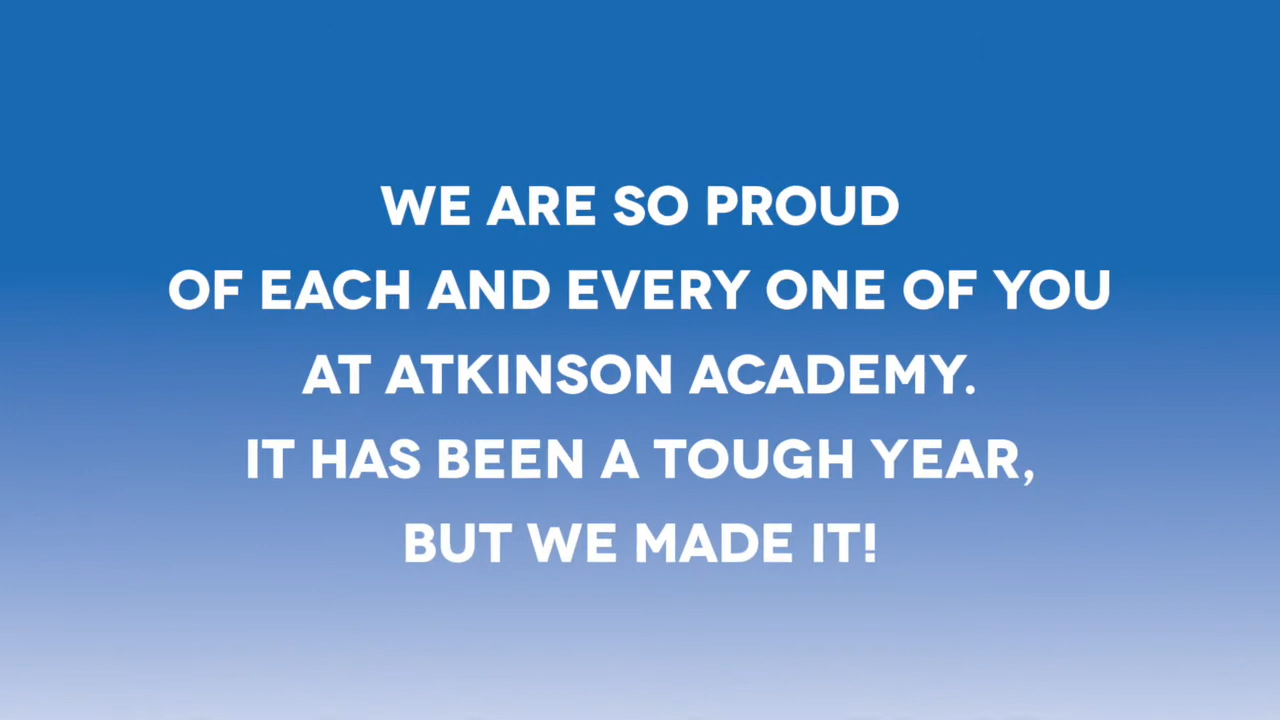 WE ARE SO PROUD
OF EACH AND EVERY ONE OF YOU
AT ATKINSON ACADEMY.
IT HAS BEEN A TOUGH YEAR,
BUT WE MADE IT!